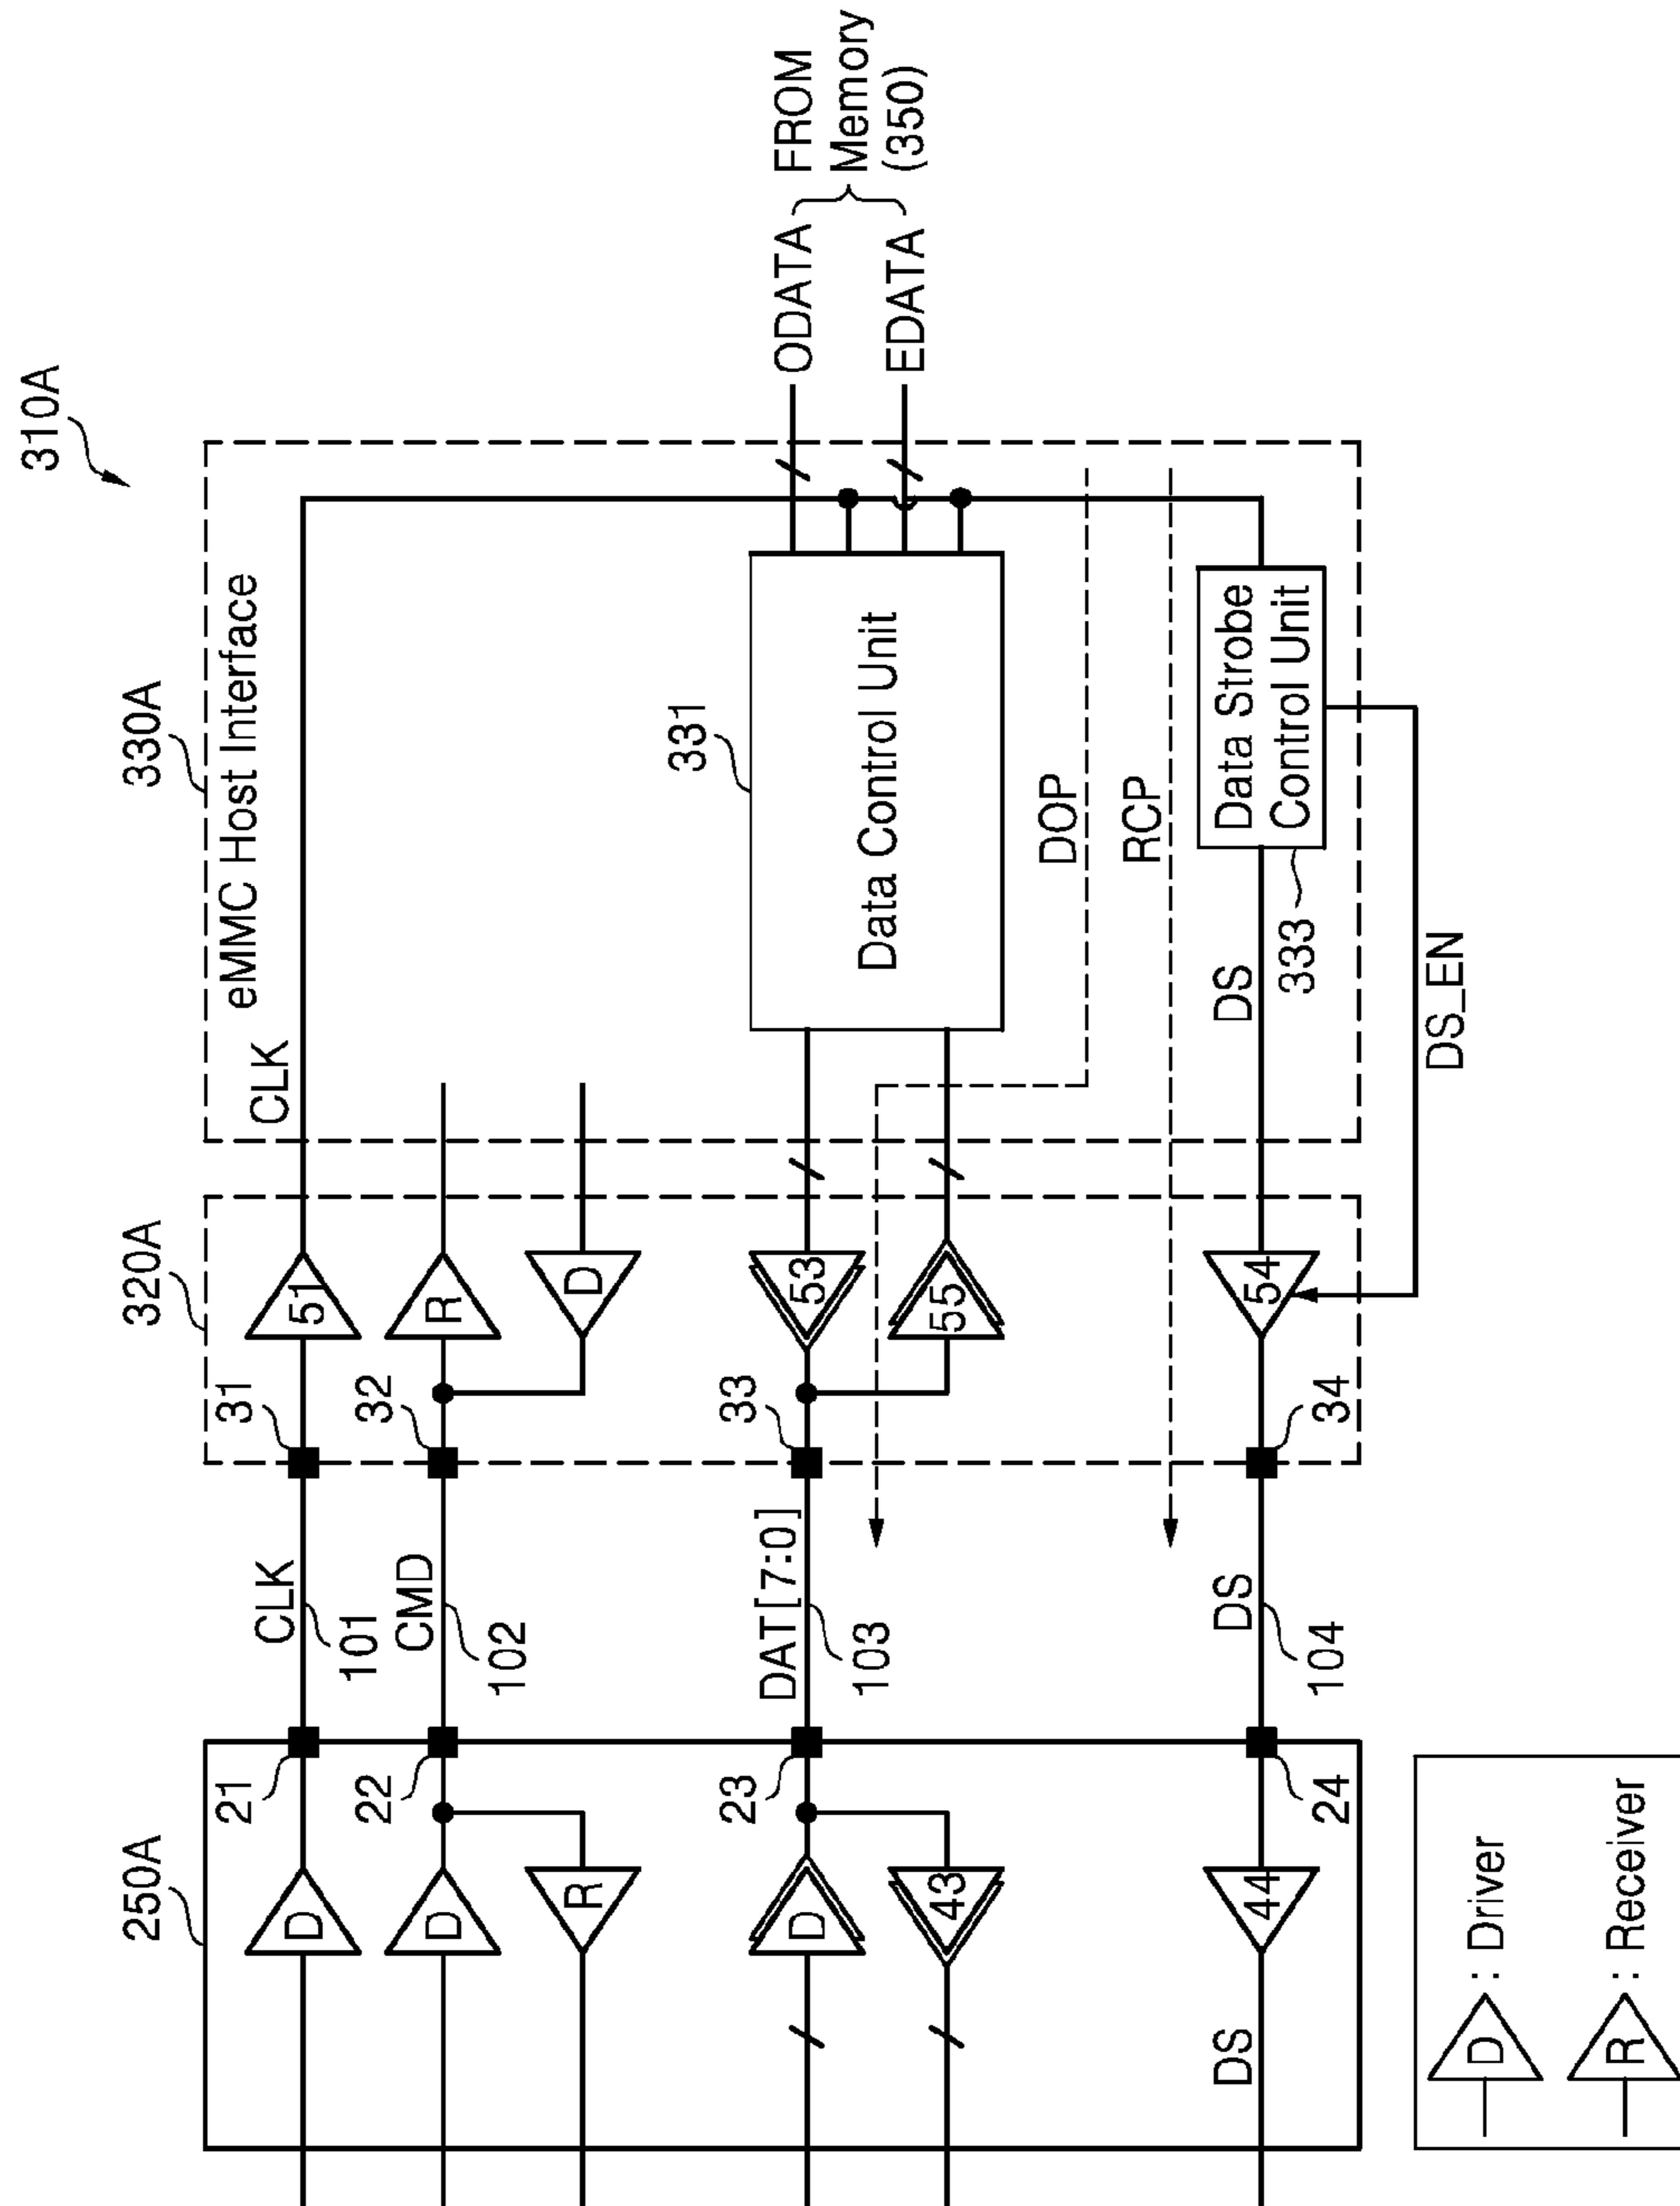 310A
250A
320A
330A
eMMC Host Interface
D
21
CLK
101
31
51
CLK
D
22
CMD
102
32
R
R
D
D
23
DAT[7:0]
103
33
53
331
Data Control Unit
ODATA
EDATA
FROM
Memory
(350)
43
55
DOP
RCP
DS
44
24
DS
104
34
54
DS
333
Data Strobe
Control Unit
DS_EN
D : Driver
R : Receiver